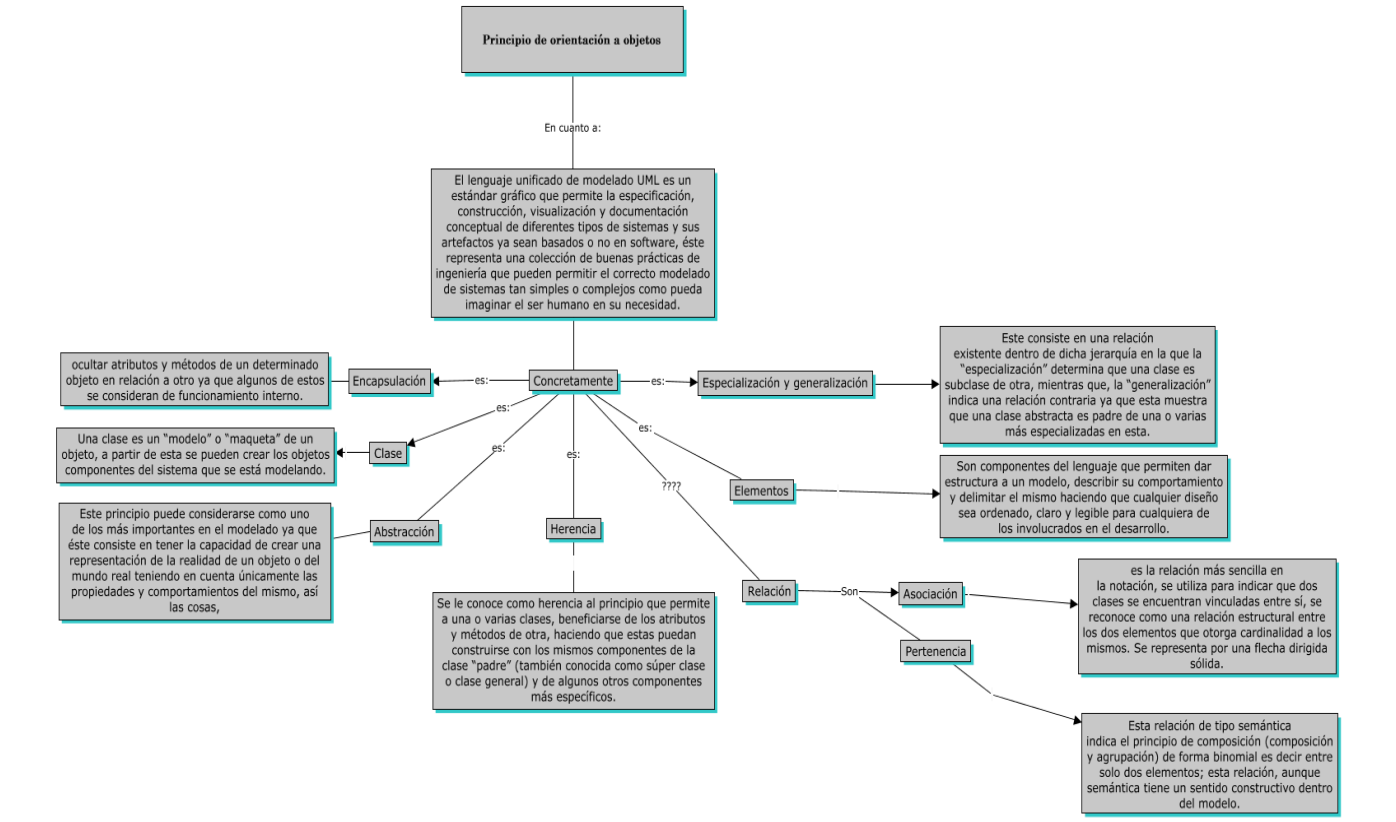 Principio de orientación a objetos
En cuanto a:
El lenguaje unificado de modelado UML es un
estándar gráfico que permite la especificación,
construcción, visualización y documentación
conceptual de diferentes tipos de sistemas y sus
artefactos ya sean basados o no en software, éste
representa una colección de buenas prácticas de
ingeniería que pueden permitir el correcto modelado
de sistemas tan simples o complejos como pueda
imaginar el ser humano en su necesidad.
Concretamente
es:
Encapsulación
ocultar atributos y métodos de un determinado
objeto en relación a otro ya que algunos de estos
se consideran de funcionamiento interno.
es:
Clase
Una clase es un “modelo” o “maqueta” de un
objeto, a partir de esta se pueden crear los objetos
componentes del sistema que se está modelando.
es:
Abstracción
Este principio puede considerarse como uno
de los más importantes en el modelado ya que
éste consiste en tener la capacidad de crear una
representación de la realidad de un objeto o del
mundo real teniendo en cuenta únicamente las
propiedades y comportamientos del mismo, así
las cosas,
es:
Herencia
Se le conoce como herencia al principio que permite
a una o varias clases, beneficiarse de los atributos
y métodos de otra, haciendo que estas puedan
construirse con los mismos componentes de la
clase “padre” (también conocida como súper clase
o clase general) y de algunos otros componentes
más específicos.
es:
Especialización y generalización
Este consiste en una relación
existente dentro de dicha jerarquía en la que la
“especialización” determina que una clase es
subclase de otra, mientras que, la “generalización”
indica una relación contraria ya que esta muestra
que una clase abstracta es padre de una o varias
más especializadas en esta.
es:
Elementos
Son componentes del lenguaje que permiten dar
estructura a un modelo, describir su comportamiento
y delimitar el mismo haciendo que cualquier diseño
sea ordenado, claro y legible para cualquiera de
los involucrados en el desarrollo.
????
Relación
Son
Asociación
es la relación más sencilla en
la notación, se utiliza para indicar que dos
clases se encuentran vinculadas entre sí, se
reconoce como una relación estructural entre
los dos elementos que otorga cardinalidad a los
mismos. Se representa por una flecha dirigida
sólida.
Pertenencia
Esta relación de tipo semántica
indica el principio de composición (composición
y agrupación) de forma binomial es decir entre
solo dos elementos; esta relación, aunque
semántica tiene un sentido constructivo dentro
del modelo.